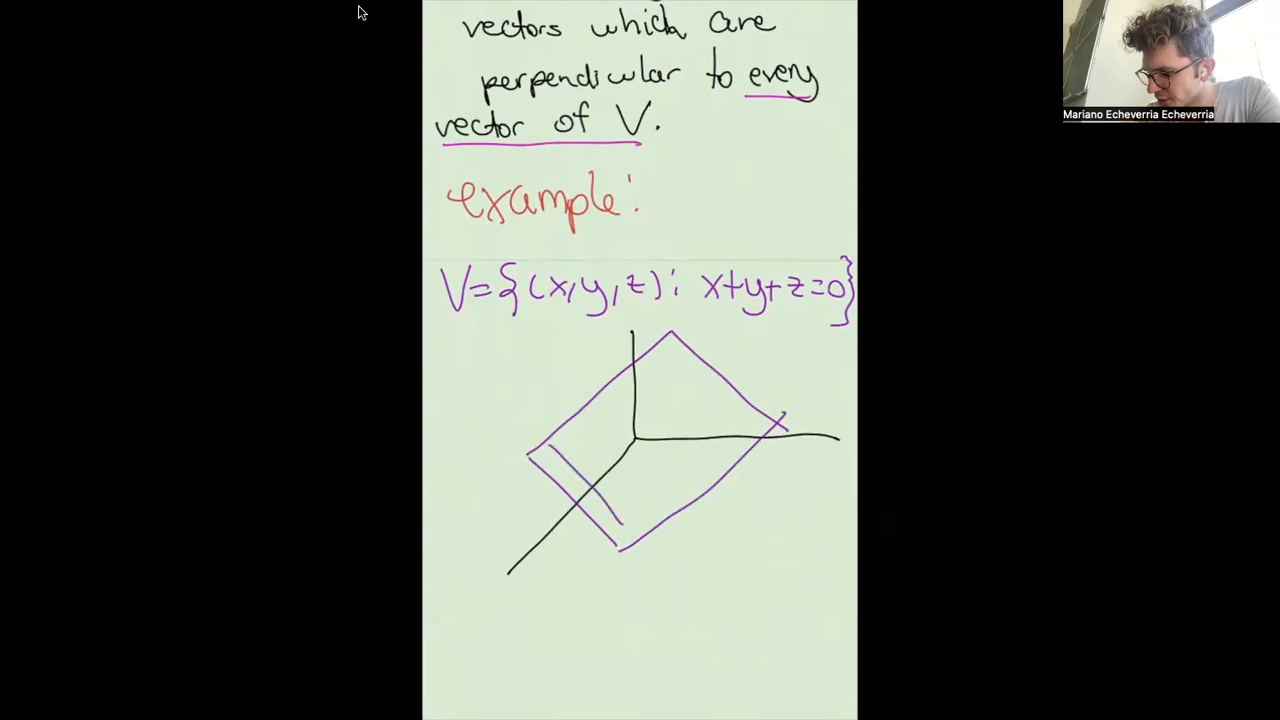 vectors which are
perpendicular to every
vector of V.
example:
V={(x,y,z): x+y+z=0}
Mariano Echeverria Echeverria